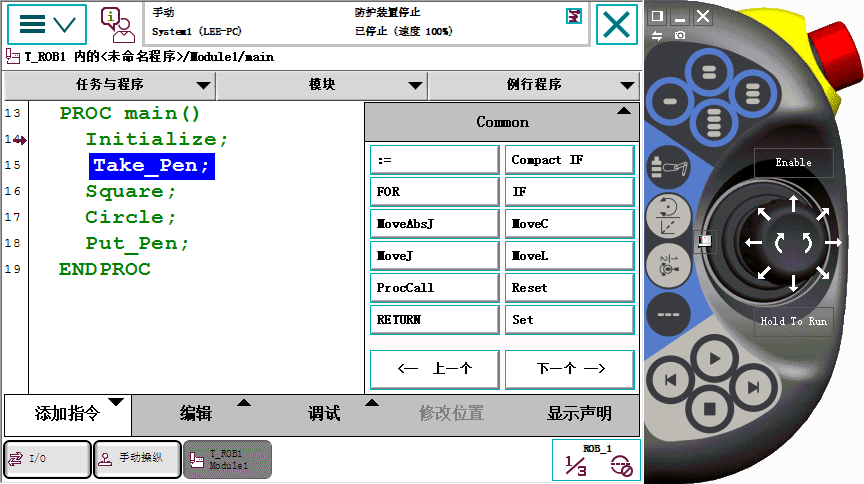 手动
防护装置停止
System1 (LEE-PC)
已停止 (速度 100%)
T_ROB1 内的<未命名程序>/Module1/main
任务与程序
模块
例行程序
13 PROC main()
14 Initialize;
15 Take_Pen;
16 Square;
17 Circle;
18 Put_Pen;
19 ENDPROC
Common
:=
Compact IF
FOR
IF
MoveAbsJ
MoveC
MoveJ
MoveL
ProcCall
Reset
RETURN
Set
<— 上一个
下一个 —>
添加指令
编辑
调试
修改位置
显示声明
I/O
手动操纵
T_ROB1
Module1
ROB_1
1/3
Enable
Hold To Run